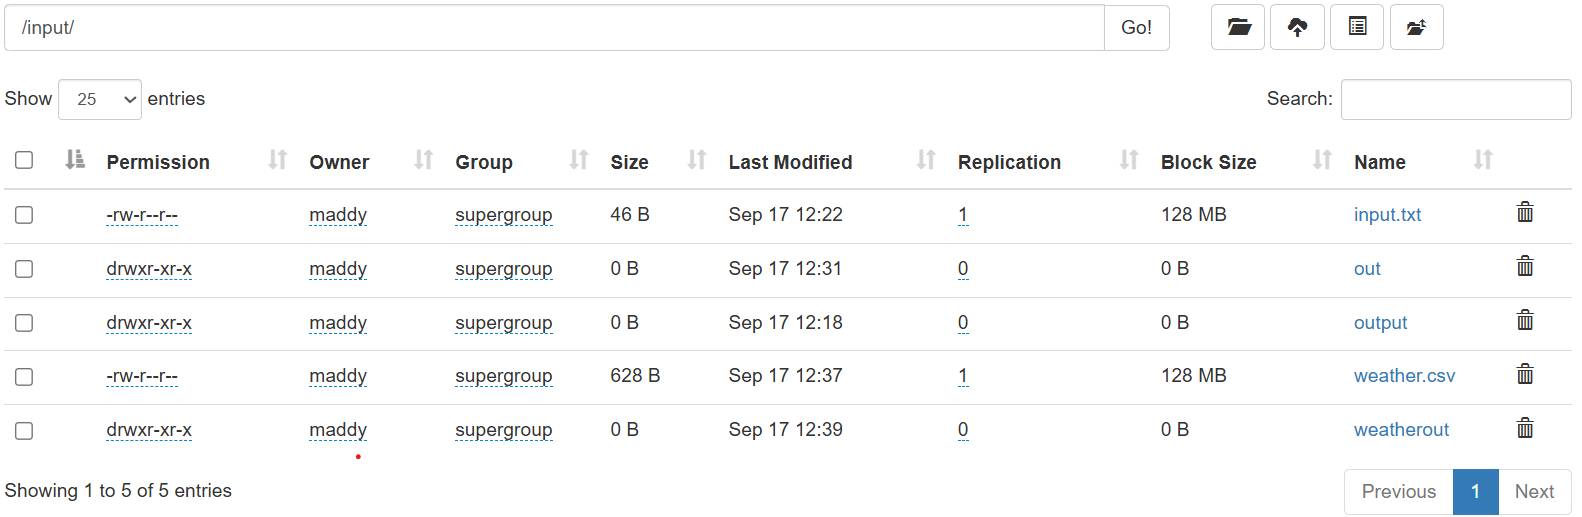 /input/ Go!
Show 25 entries Search:
Permission Owner Group Size Last Modified Replication Block Size Name
-rw-r--r-- maddy supergroup 46 B Sep 17 12:22 1 128 MB input.txt
drwxr-xr-x maddy supergroup 0 B Sep 17 12:31 0 0 B out
drwxr-xr-x maddy supergroup 0 B Sep 17 12:18 0 0 B output
-rw-r--r-- maddy supergroup 628 B Sep 17 12:37 1 128 MB weather.csv
drwxr-xr-x maddy supergroup 0 B Sep 17 12:39 0 0 B weatherout
Showing 1 to 5 of 5 entries Previous 1 Next